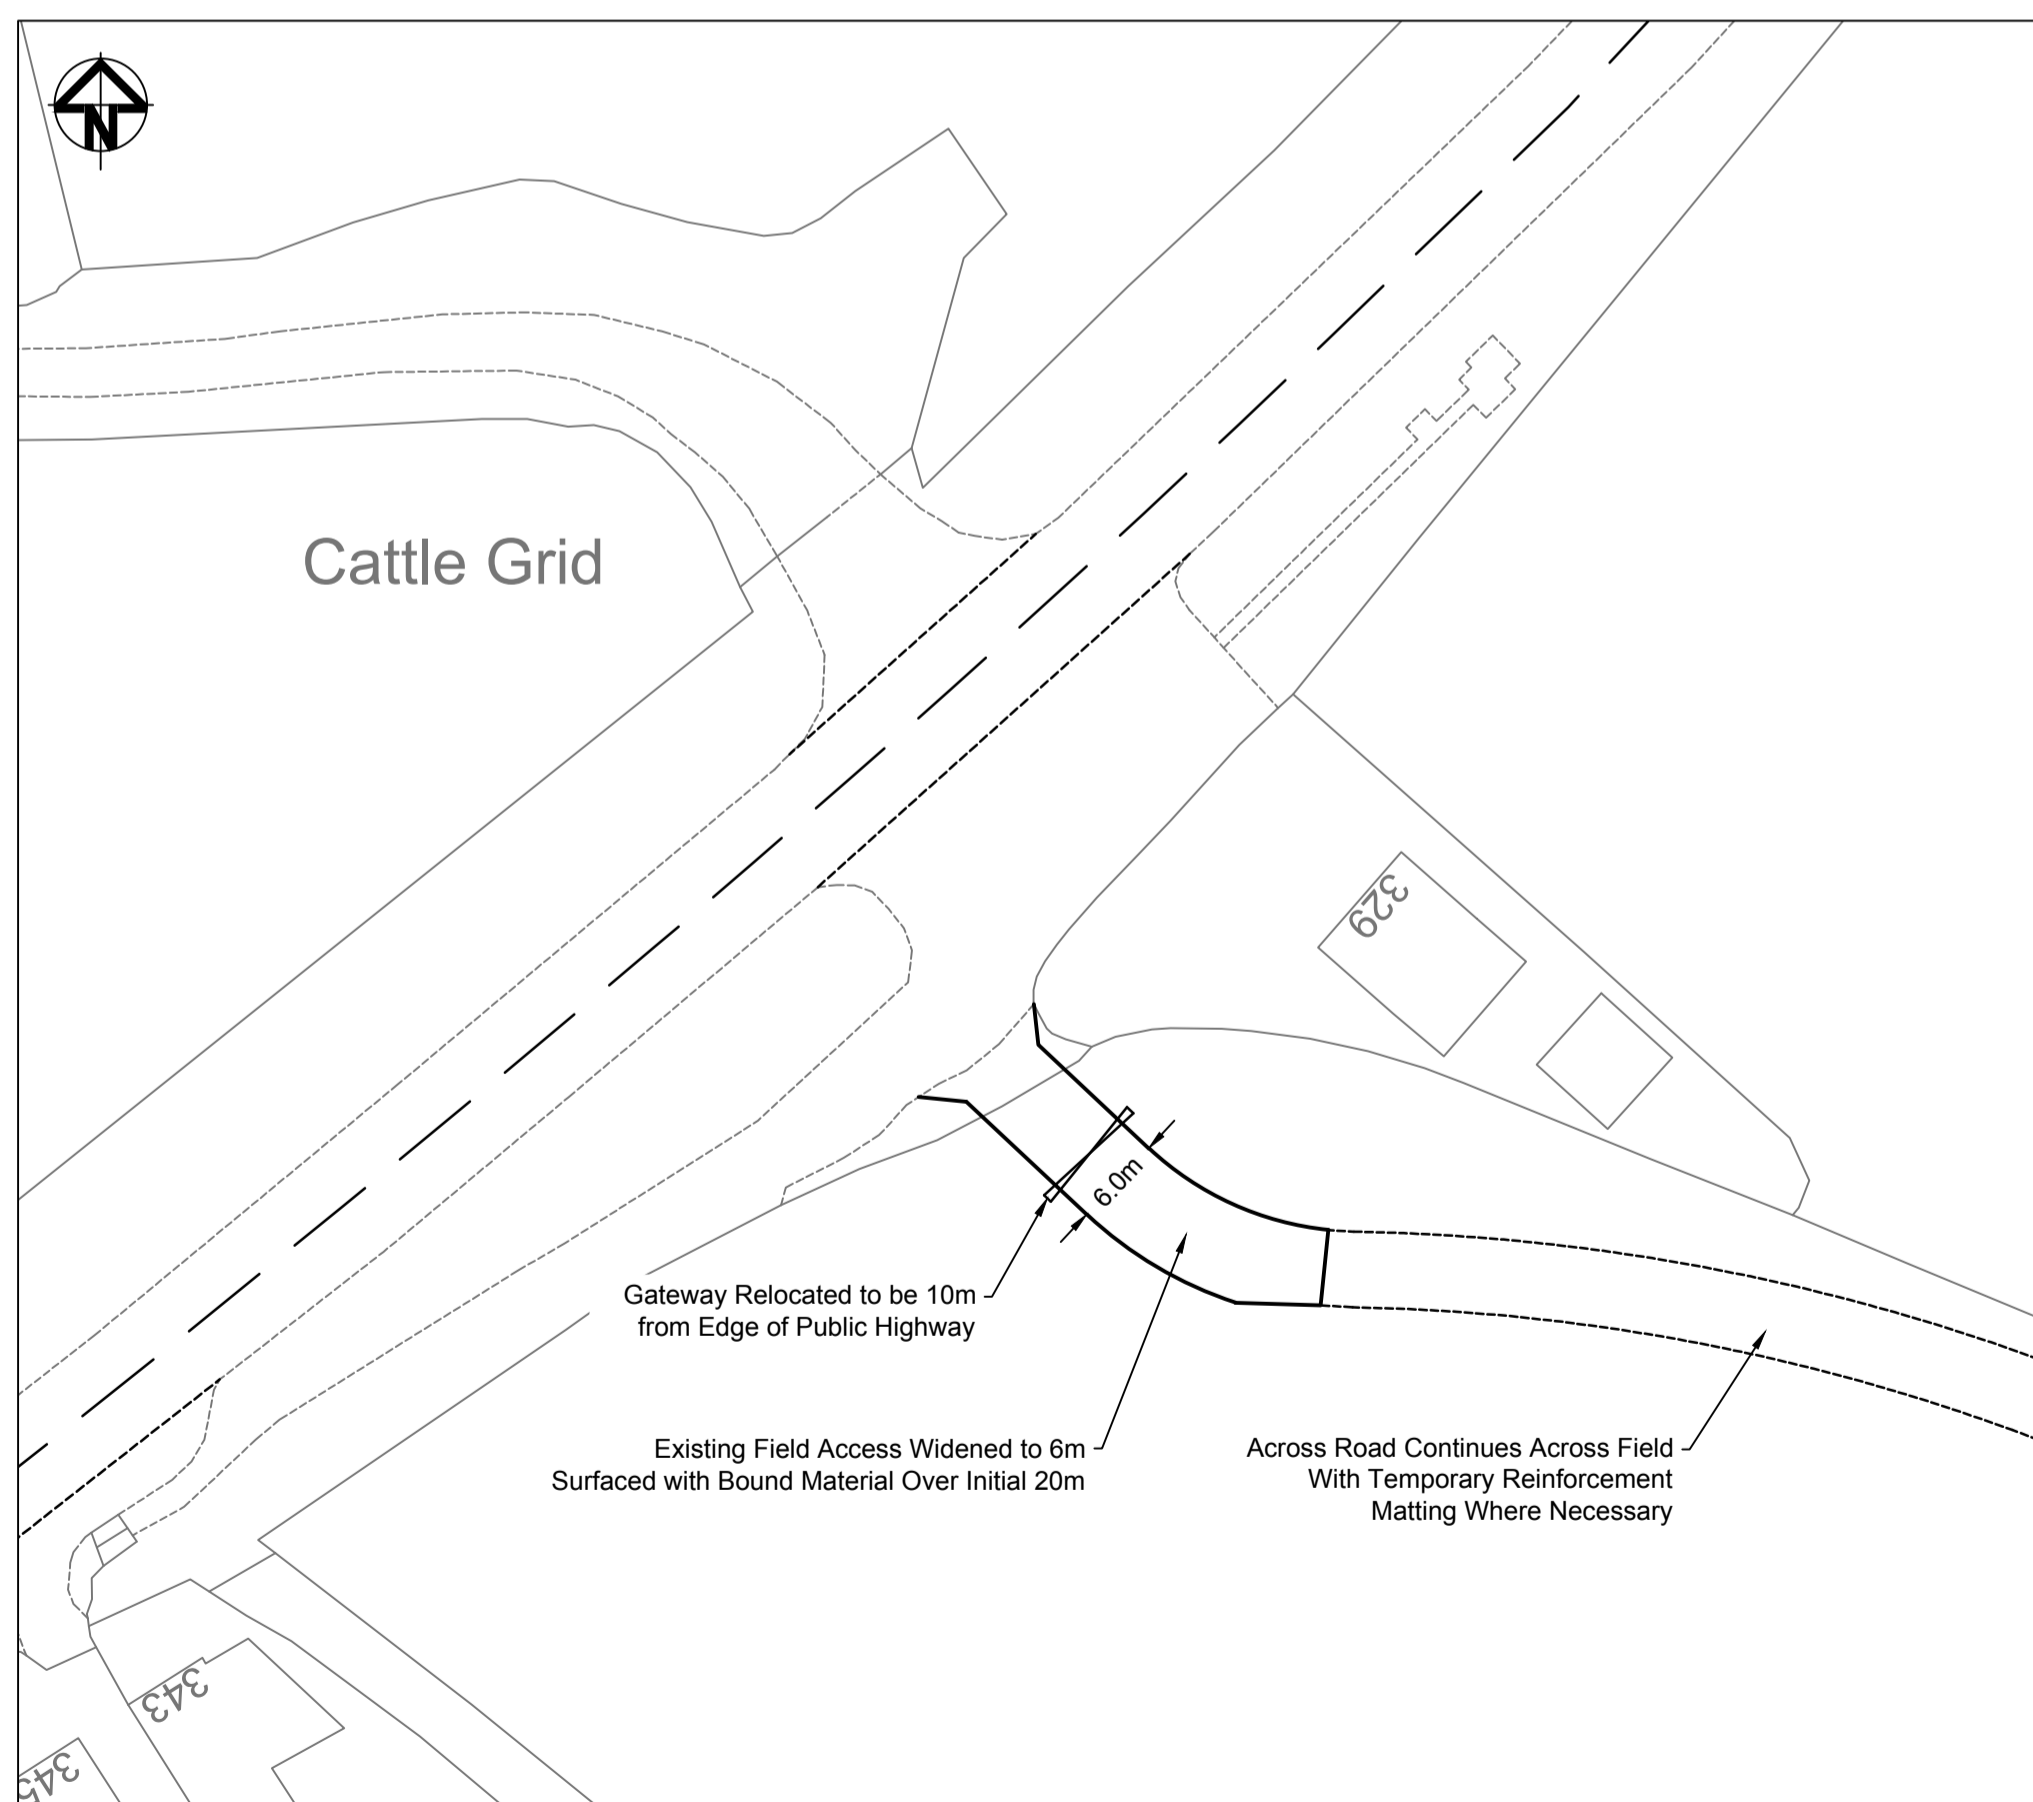 N
Cattle Grid
329
6.0m
Gateway Relocated to be 10m
from Edge of Public Highway
Existing Field Access Widened to 6m
Surfaced with Bound Material Over Initial 20m
Across Road Continues Across Field
With Temporary Reinforcement
Matting Where Necessary
343
345